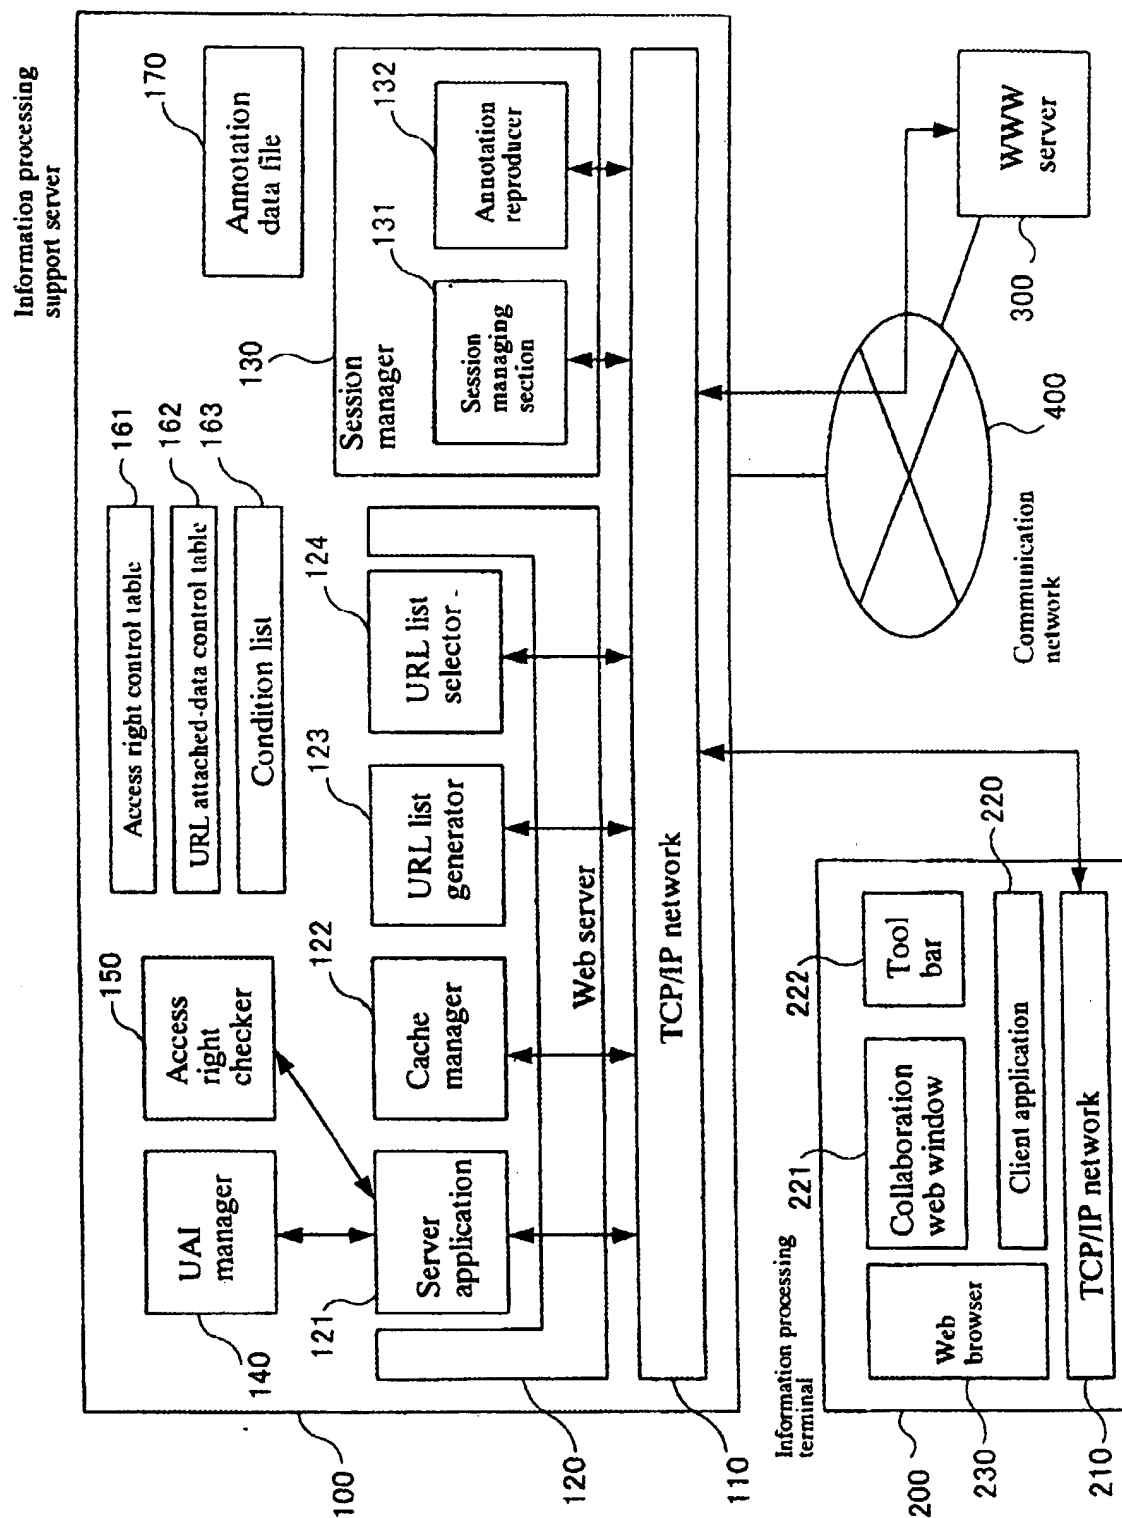 Information processing
support server
140
UAI
manager
150
Access
right
checker
Access right control table
161
URL attached-data control table
162
Condition list
163
170
Annotation
data file
121
Server
application
122
Cache
manager
123
URL list
generator
124
URL list
selector
130
Session
manager
131
Session
managing
section
132
Annotation
reproducer
Web server
TCP/IP network
100
120
110
Information processing
terminal
221
Collaboration
web window
222
Tool
bar
220
Web
browser
Client application
TCP/IP network
200
230
210
Communication
network
400
300
WWW
server